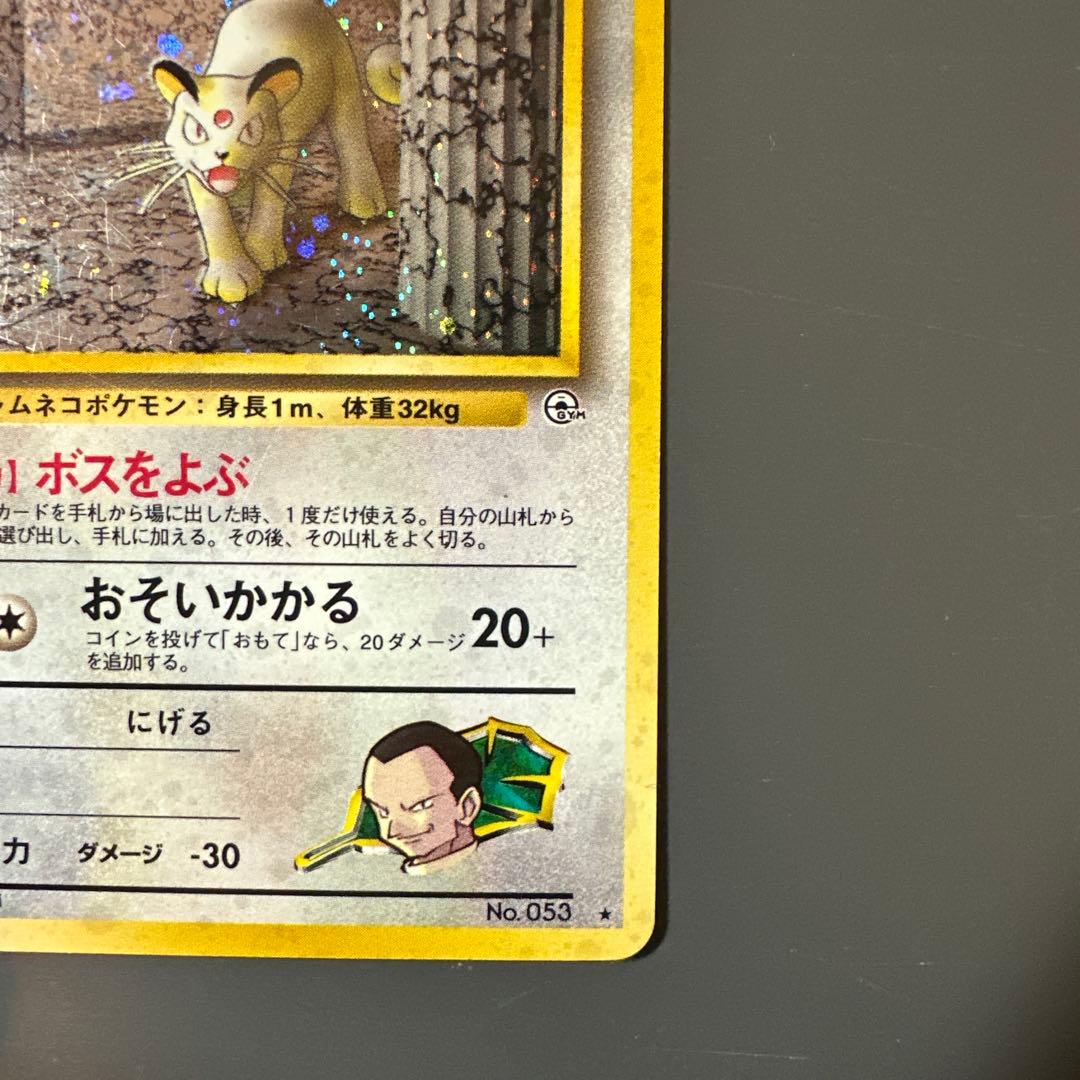 ムネコポケモン：身長1m、体重32kg
GYM
】ボスをよぶ
カードを手札から場に出した時、1度だけ使える。自分の山札から
選び出し、手札に加える。その後、その山札をよく切る。
おそいかかる
コインを投げて「おもて」なら、20ダメージ
を追加する。
20+
にげる
力 ダメージ -30
No. 053 ★